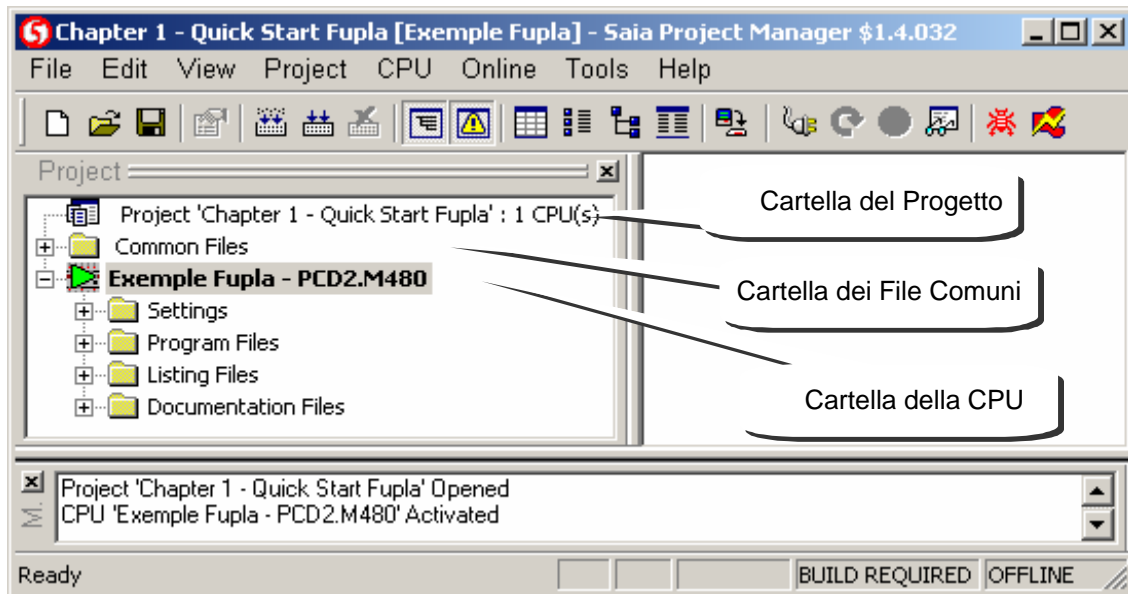 Chapter 1 - Quick Start Fupla [Exemple Fupla] - Saia Project Manager $1.4.032
File Edit View Project CPU Online Tools Help
Project
Project 'Chapter 1 - Quick Start Fupla' : 1 CPU(s)
Common Files
Exemple Fupla - PCD2.M480
Settings
Program Files
Listing Files
Documentation Files
Cartella del Progetto
Cartella dei File Comuni
Cartella della CPU
M.
Project 'Chapter 1 - Quick Start Fupla' Opened
CPU 'Exemple Fupla - PCD2.M480' Activated
Ready BUILD REQUIRED OFFLINE